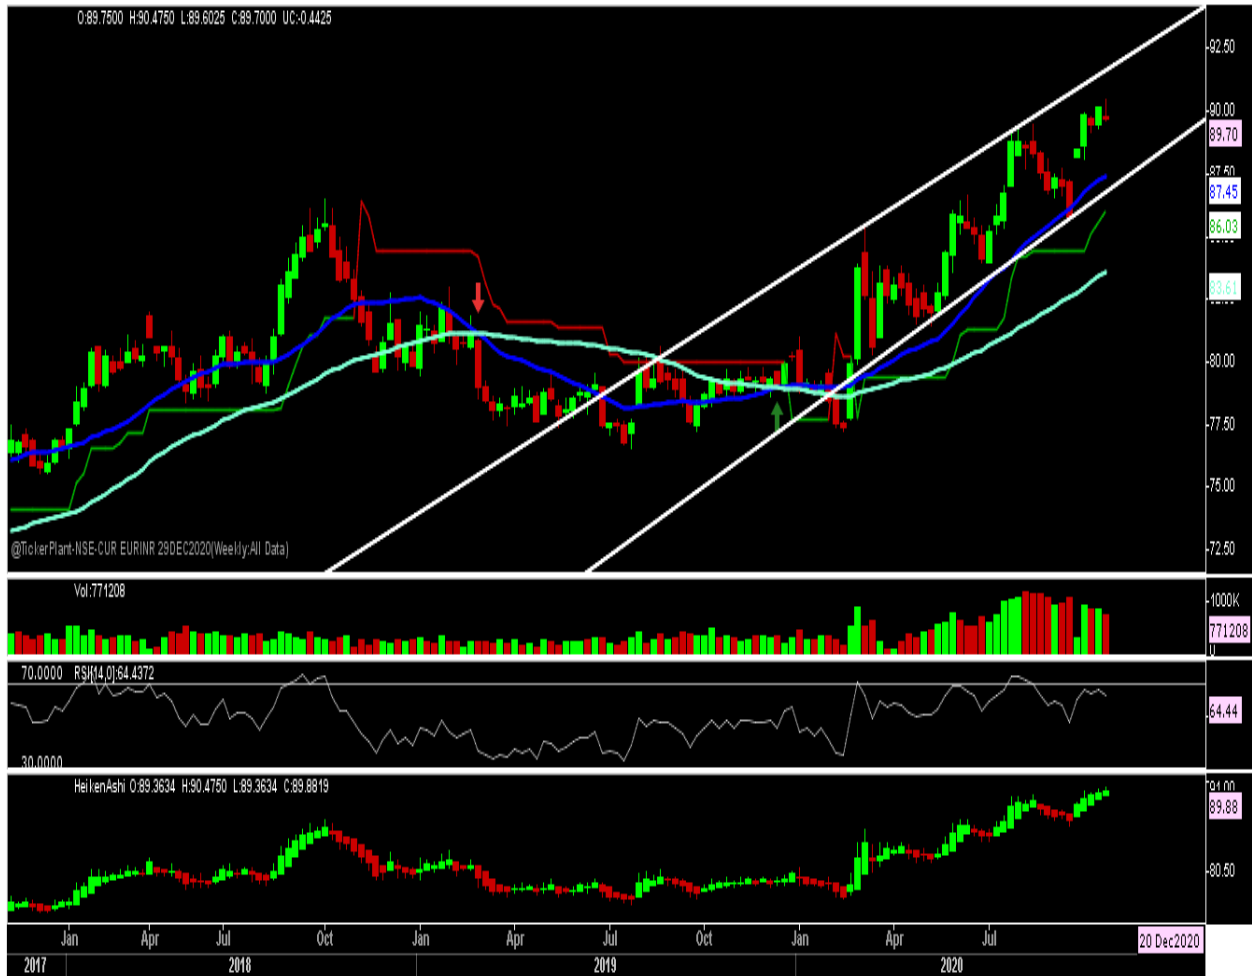 O:89.7500 H:90.4750 L:89.6025 C:89.7000 UC:-0.4425
92.50
90.00
89.70
87.50
87.45
86.03
83.61
80.00
77.50
75.00
72.50
@TickerPlant-NSE-CUR EURINR 29DEC2020(Weekly:All Data)
Vol:771208
1000K
771208
70.0000 RSI[14,0]:64.4372
64.44
30.0000
HeikenAshi O:89.3634 H:90.4750 L:89.3634 C:89.8819
91.00
89.88
80.50
Jan Apr Jul Oct Jan Apr Jul Oct Jan Apr Jul 20 Dec2020
2017 2018 2019 2020